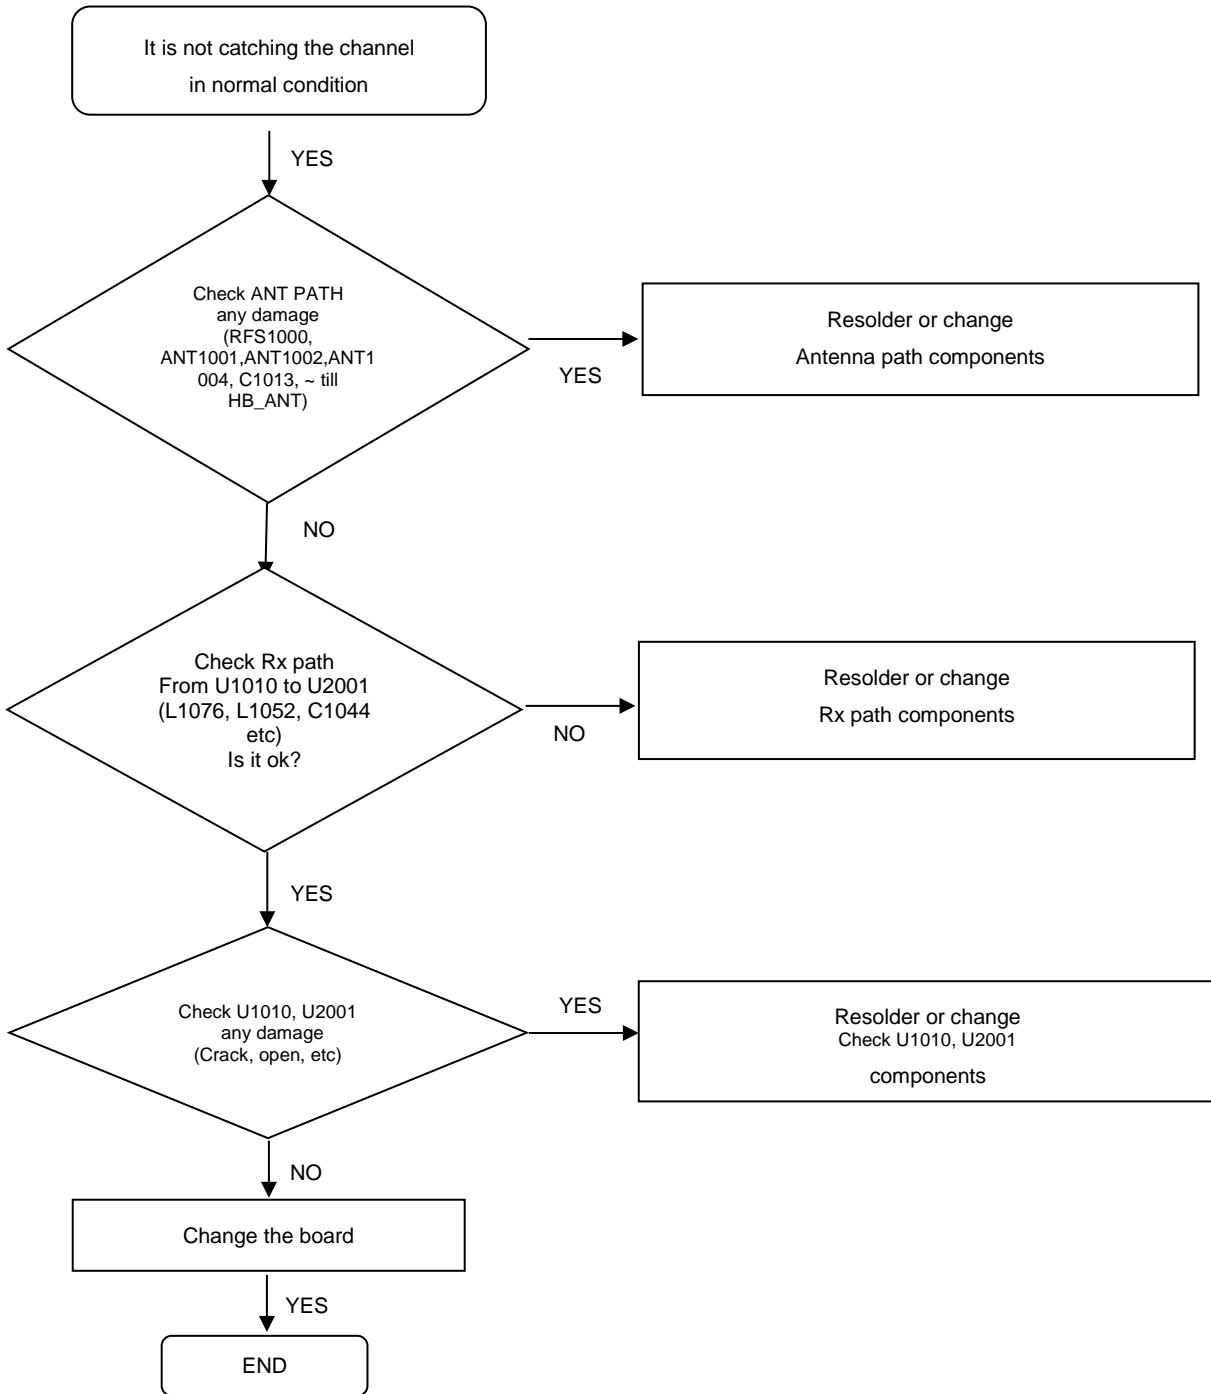 It is not catching the channel
in normal condition
YES
Check ANT PATH
any damage
(RFS1000,
ANT1001,ANT1002,ANT1
004, C1013, ~ till
HB_ANT)
YES
Resolder or change
Antenna path components
NO
Check Rx path
From U1010 to U2001
(L1076, L1052, C1044
etc)
Is it ok?
NO
Resolder or change
Rx path components
YES
Check U1010, U2001
any damage
(Crack, open, etc)
YES
Resolder or change
Check U1010, U2001
components
NO
Change the board
YES
END